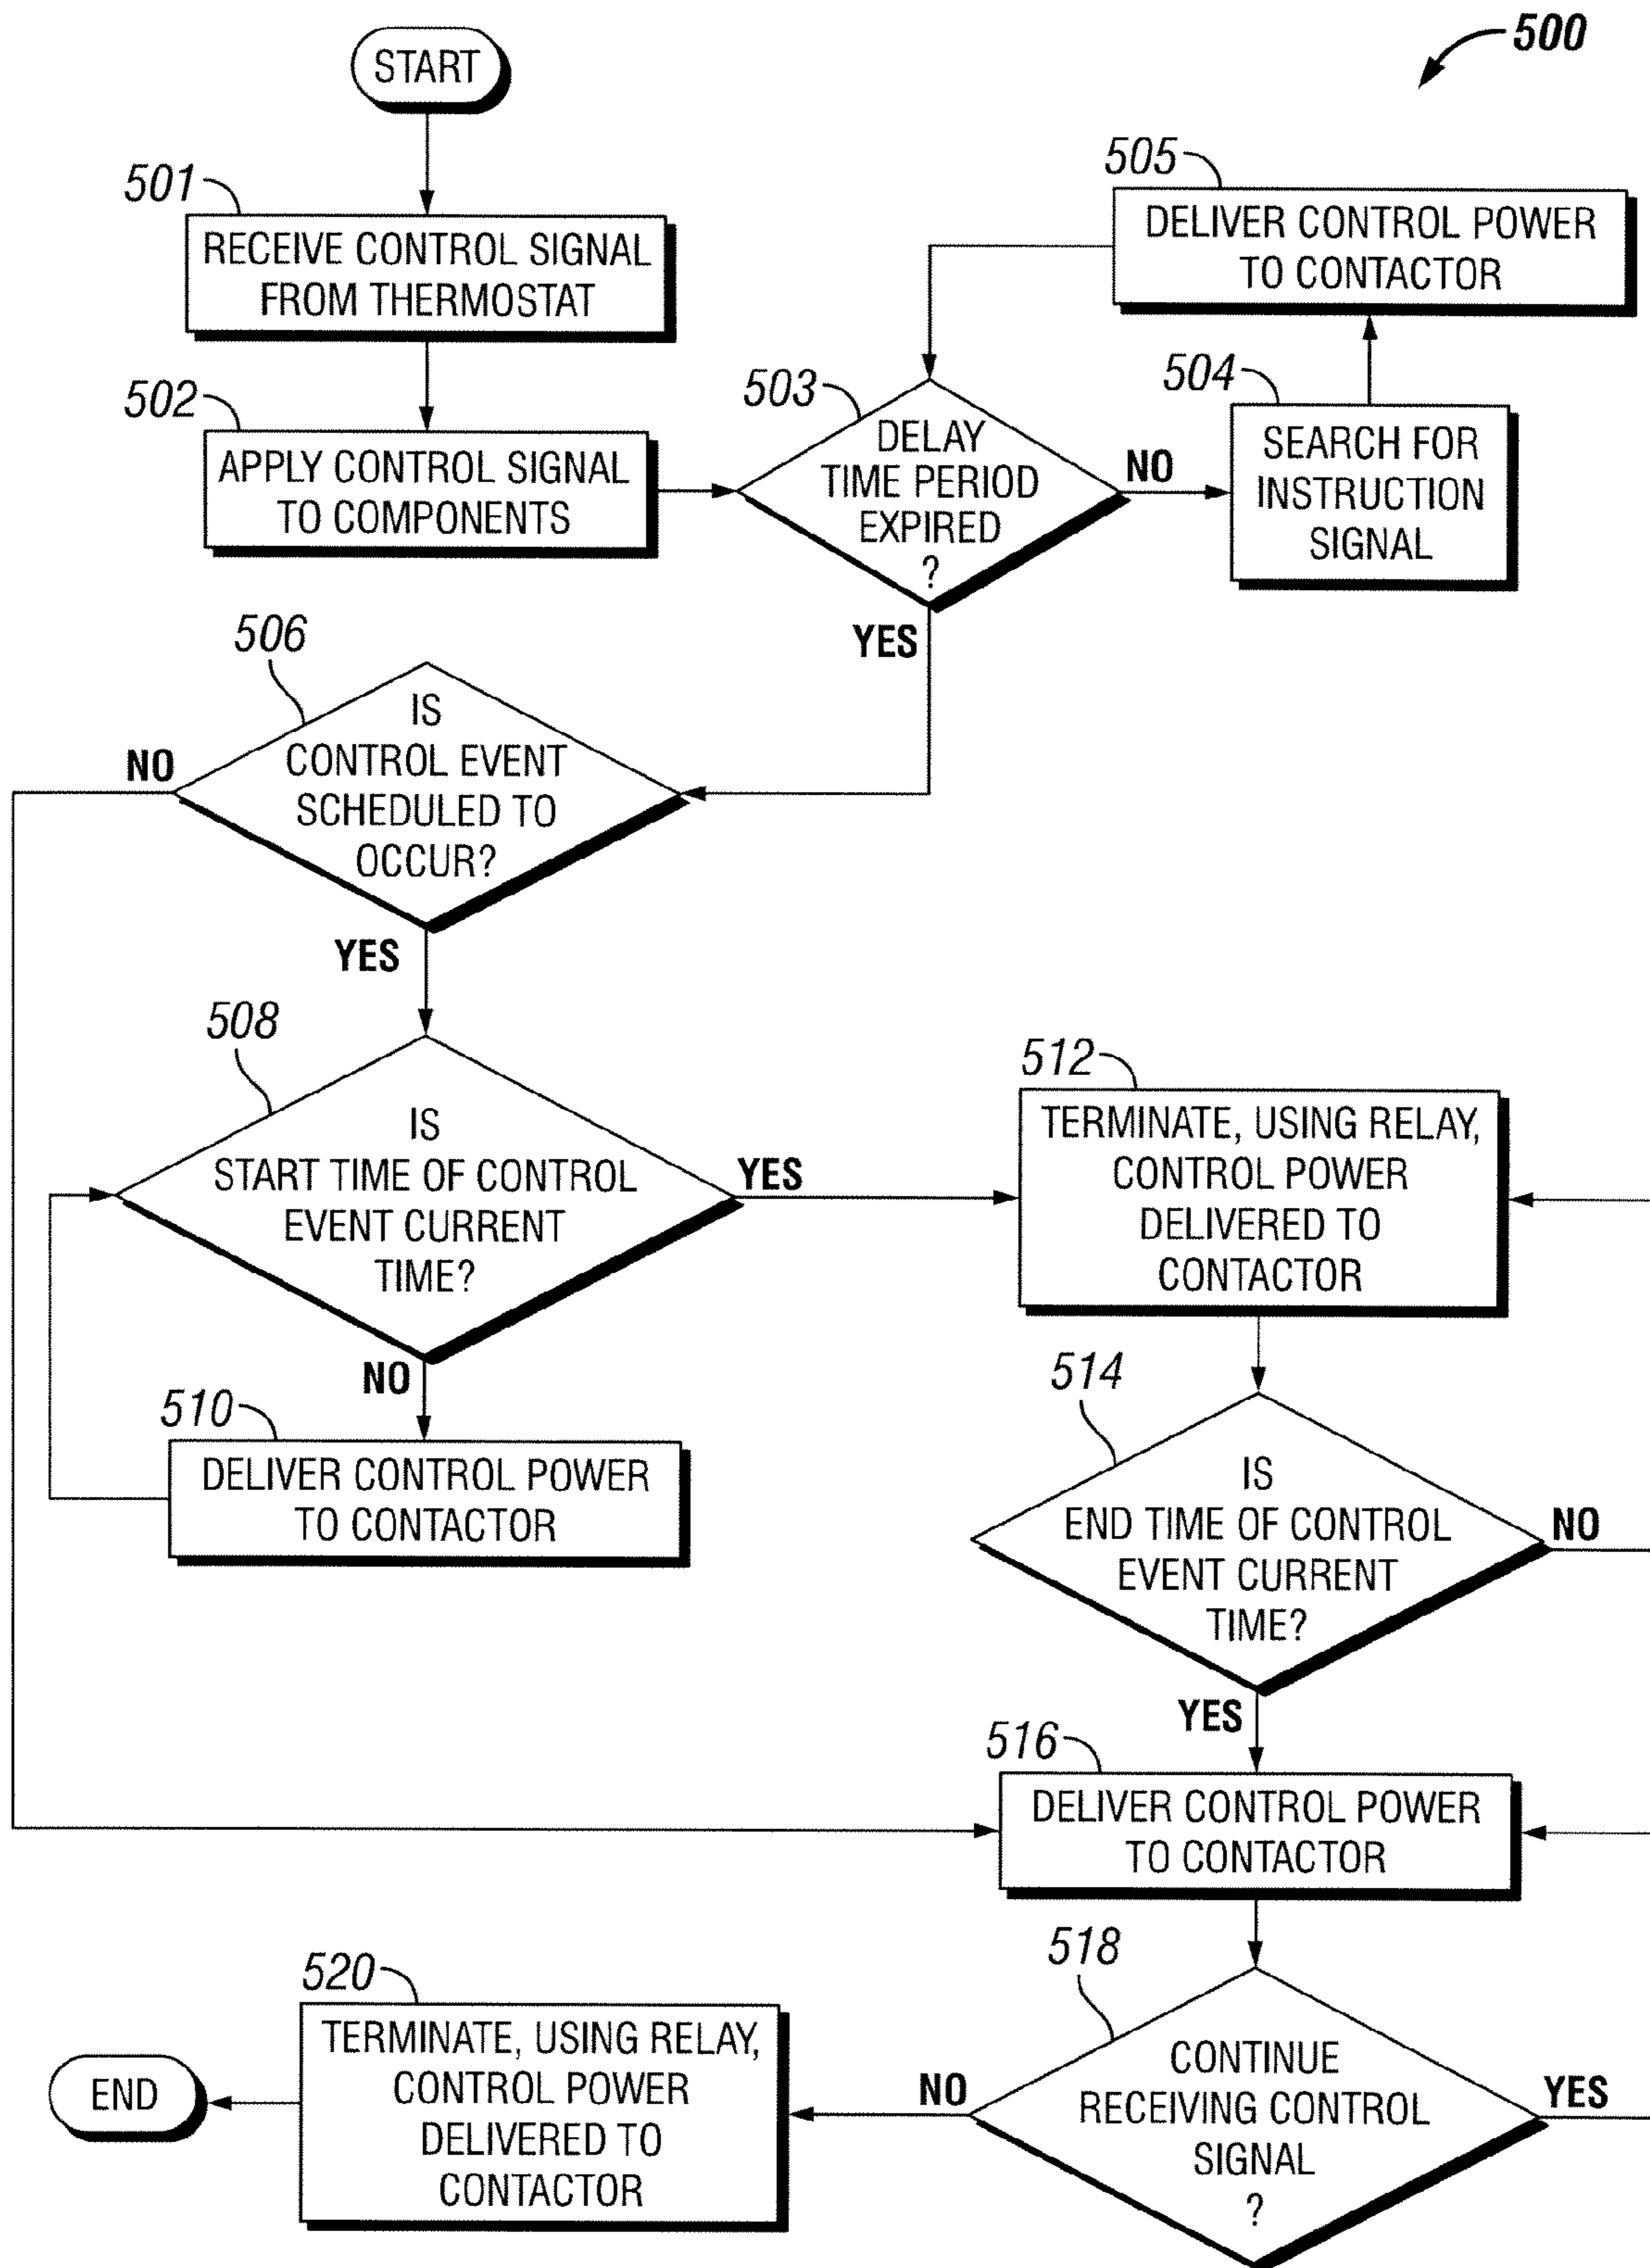 500
START
501
RECEIVE CONTROL SIGNAL
FROM THERMOSTAT
502
APPLY CONTROL SIGNAL
TO COMPONENTS
503
DELAY
TIME PERIOD
EXPIRED
?
NO
YES
504
SEARCH FOR
INSTRUCTION
SIGNAL
505
DELIVER CONTROL POWER
TO CONTACTOR
506
IS
CONTROL EVENT
SCHEDULED TO
OCCUR?
NO
YES
508
IS
START TIME OF CONTROL
EVENT CURRENT
TIME?
YES
NO
510
DELIVER CONTROL POWER
TO CONTACTOR
512
TERMINATE, USING RELAY,
CONTROL POWER
DELIVERED TO
CONTACTOR
514
IS
END TIME OF CONTROL
EVENT CURRENT
TIME?
NO
YES
516
DELIVER CONTROL POWER
TO CONTACTOR
518
CONTINUE
RECEIVING CONTROL
SIGNAL
?
YES
NO
520
TERMINATE, USING RELAY,
CONTROL POWER
DELIVERED TO
CONTACTOR
END